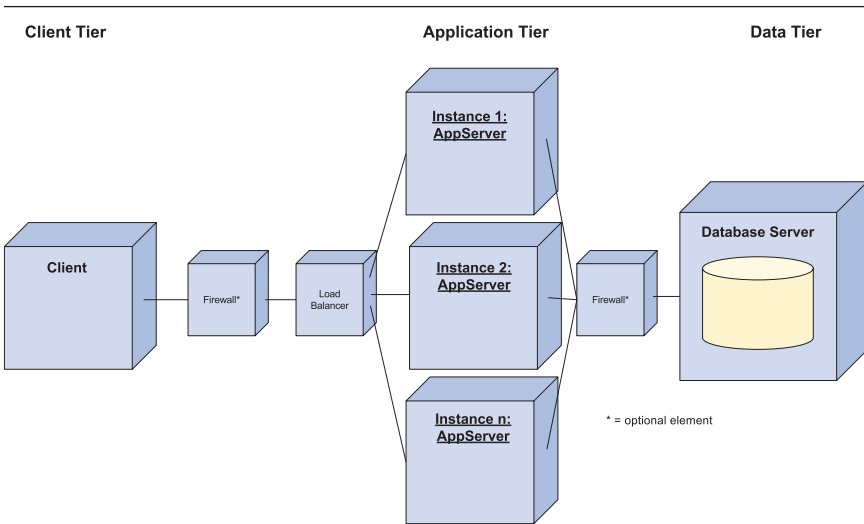 Client Tier
Application Tier
Data Tier
Instance 1:
AppServer
Database Server
Client
Instance 2:
AppServer
Firewall*
Load
Balancer
Firewall*
Instance n:
AppServer
* = optional element